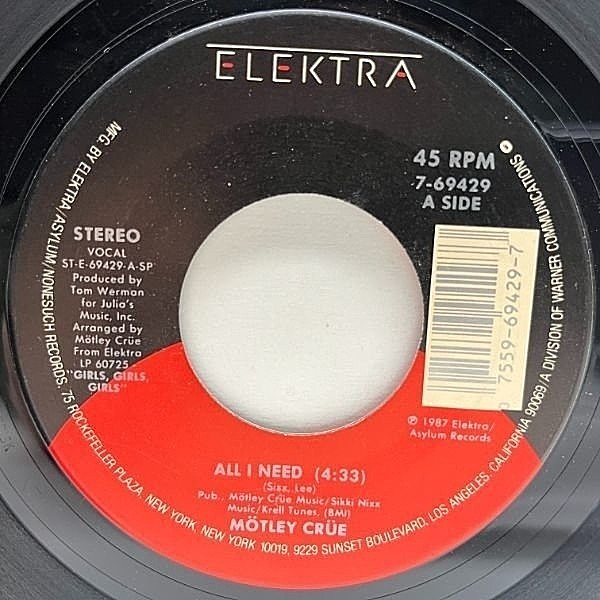 ELEKTRA
45 RPM
7-69429
A SIDE
STEREO
VOCAL
ST-E-69429-A-SP
Produced by
Tom Werman
for Julia's
Music, Inc.
Arranged by
Mötley Crüe
From Elektra
LP 60725
"GIRLS, GIRLS,
GIRLS"
7559-69429-7
℗ 1987 Elektra/
Asylum Records
ALL I NEED (4:33)
(Sixx, Lee)
Pub., Mötley Crüe Music/Sikki Nixx
Music/Krell Tunes. (BMI)
MÖTLEY CRÜE
MFG. BY ELEKTRA/ASYLUM/NONESUCH RECORDS, 75 ROCKEFELLER PLAZA, NEW YORK, NEW YORK 10019, 9229 SUNSET BOULEVARD, LOS ANGELES, CALIFORNIA 90069/A DIVISION OF WARNER COMMUNICATIONS